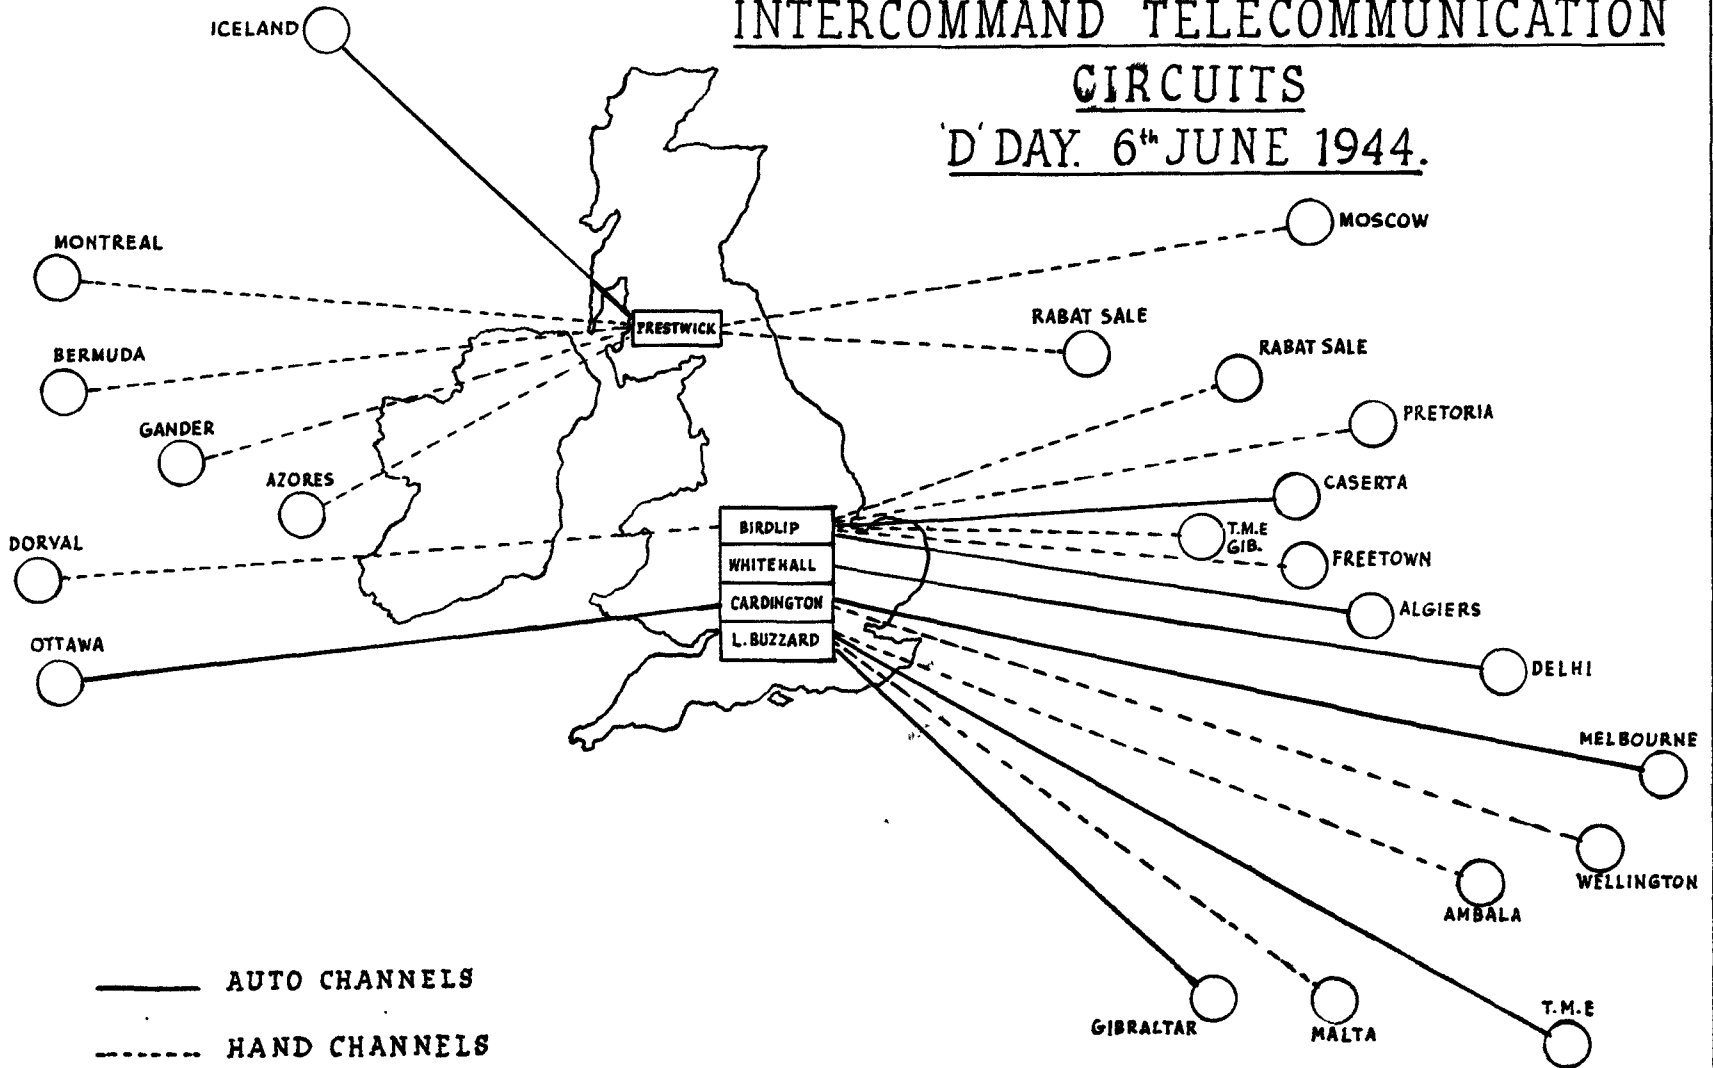 INTERCOMMAND TELECOMMUNICATION
CIRCUITS
'D' DAY. 6th JUNE 1944.
ICELAND
MONTREAL
BERMUDA
GANDER
AZORES
DORVAL
OTTAWA
PRESTWICK
BIRDLIP
WHITEHALL
CARDINGTON
L. BUZZARD
MOSCOW
RABAT SALE
RABAT SALE
PRETORIA
CASERTA
T.M.E
GIB.
FREETOWN
ALGIERS
DELHI
MELBOURNE
WELLINGTON
AMBALA
T.M.E
MALTA
GIBRALTAR
AUTO CHANNELS
HAND CHANNELS